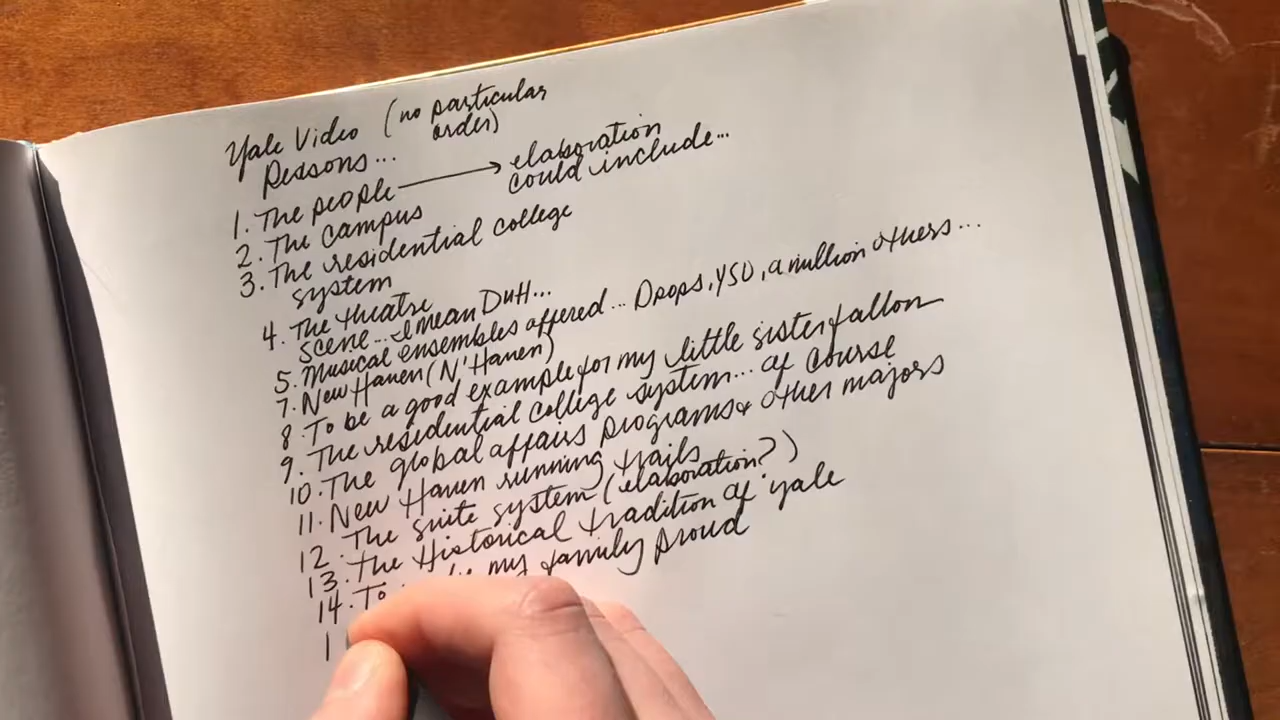 Yale Video (no particular
order)
Reasons...
1. The people → elaboration
could include...
2. The campus
3. The residential college
system
4. The theatre
scene... I mean DUH...
5. Musical ensembles offered... Drops, YSO, a million others...
7. New Haven (N'Haven)
8. To be a good example for my little sister fallon
9. The residential college system... of course
10. The global affairs programs & other majors
11. New Haven running trails
12. The suite system (elaboration?)
13. The Historical tradition of yale
14. To my family proud
1